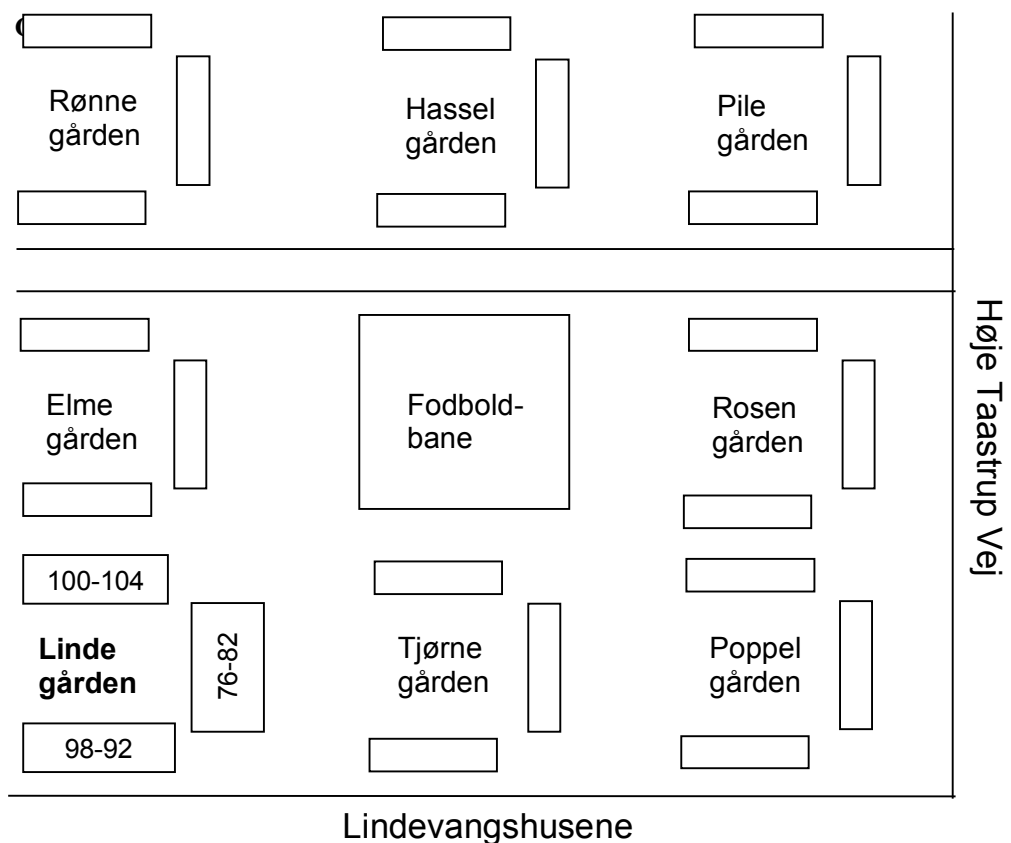 Rønne
gården
Hassel
gården
Pile
gården
Elme
gården
Fodbold-
bane
Rosen
gården
Høje Taastrup Vej
100-104
Linde
gården
76-82
98-92
Tjørne
gården
Poppel
gården
Lindevangshusene